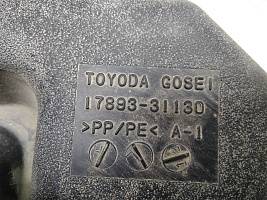 TOYODA GOSEI
17893-31130
>PP/PE< A-1